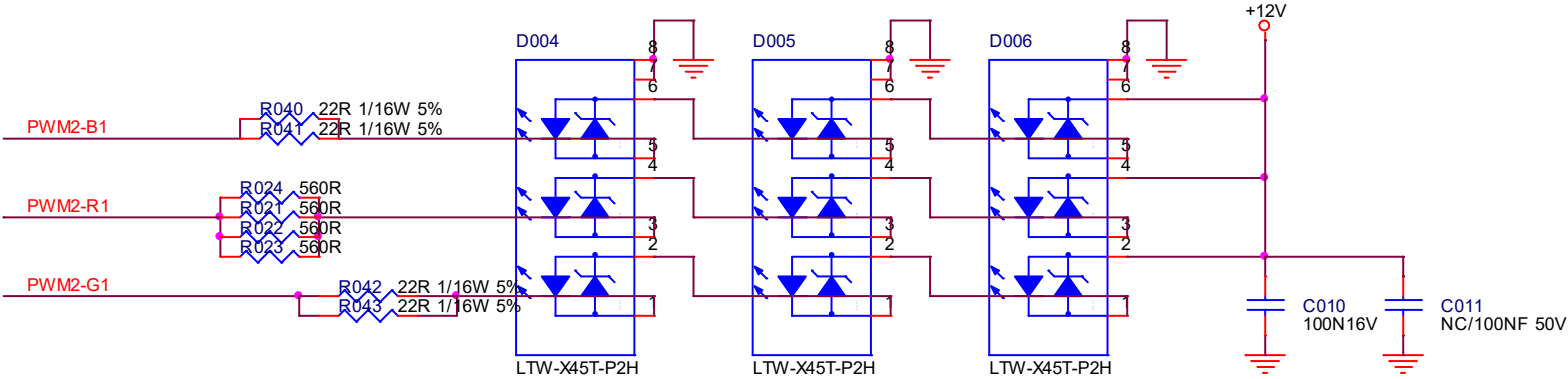 +12V
D004
D005
D006
8
7
6
8
7
6
8
7
6
R040 22R 1/16W 5%
PWM2-B1
R041 22R 1/16W 5%
5
4
5
4
5
4
R024 560R
PWM2-R1
R021 560R
R022 560R
R023 560R
3
2
3
2
3
2
PWM2-G1
R042 22R 1/16W 5%
R043 22R 1/16W 5%
1
1
1
C010
100N16V
C011
NC/100NF 50V
LTW-X45T-P2H
LTW-X45T-P2H
LTW-X45T-P2H